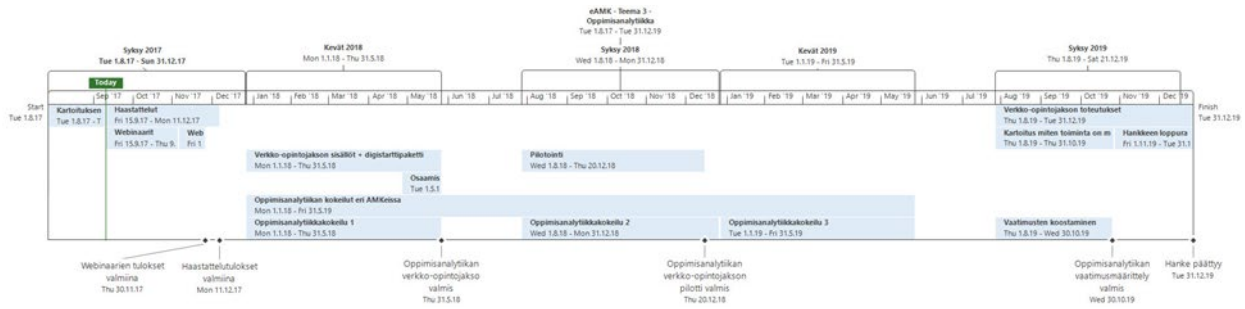 eAMK - Teema 3 -
Oppimisanalytiikka
Tue 1.8.17 - Tue 31.12.19
Syksy 2017
Tue 1.8.17 - Sun 31.12.17
Kevät 2018
Mon 1.1.18 - Thu 31.5.18
Syksy 2018
Wed 1.8.18 - Mon 31.12.18
Kevät 2019
Tue 1.1.19 - Fri 31.5.19
Syksy 2019
Thu 1.8.19 - Sat 21.12.19
Today
Sep '17 Oct '17 Nov '17 Dec '17 Jan '18 Feb '18 Mar '18 Apr '18 May '18 Jun '18 Jul '18 Aug '18 Sep '18 Oct '18 Nov '18 Dec '18 Jan '19 Feb '19 Mar '19 Apr '19 May '19 Jun '19 Jul '19 Aug '19 Sep '19 Oct '19 Nov '19 Dec '19
Start
Tue 1.8.17
Finish
Tue 31.12.19
Kartoituksen
Tue 1.8.17 - T
Haastattelut
Fri 15.9.17 - Mon 11.12.17
Verkko-opintojakson toteutukset
Thu 1.8.19 - Tue 31.12.19
Webinaarit
Fri 15.9.17 - Thu 9.
Web
Fri 1
Kartoitus miten toiminta on m
Thu 1.8.19 - Thu 31.10.19
Hankkeen loppura
Fri 1.11.19 - Tue 31.1
Verkko-opintojakson sisällöt + digistarttipaketti
Mon 1.1.18 - Thu 31.5.18
Pilotointi
Wed 1.8.18 - Thu 20.12.18
Osaamis
Tue 1.5.1
Oppimisanalytiikan kokeilut eri AMKeissa
Mon 1.1.18 - Fri 31.5.19
Oppimisanalytiikkakokeilu 1
Mon 1.1.18 - Thu 31.5.18
Oppimisanalytiikkakokeilu 2
Wed 1.8.18 - Mon 31.12.18
Oppimisanalytiikkakokeilu 3
Tue 1.1.19 - Fri 31.5.19
Vaatimusten koostaminen
Thu 1.8.19 - Wed 30.10.19
Webinaarien tulokset
valmiina
Thu 30.11.17
Haastattelutulokset
valmiina
Mon 11.12.17
Oppimisanalytiikan
verkko-opintojakso
valmis
Thu 31.5.18
Oppimisanalytiikan
verkko-opintojakson
pilotti valmis
Thu 20.12.18
Oppimisanalytiikan
vaatimusmäärittely
valmis
Wed 30.10.19
Hanke päättyy
Tue 31.12.19